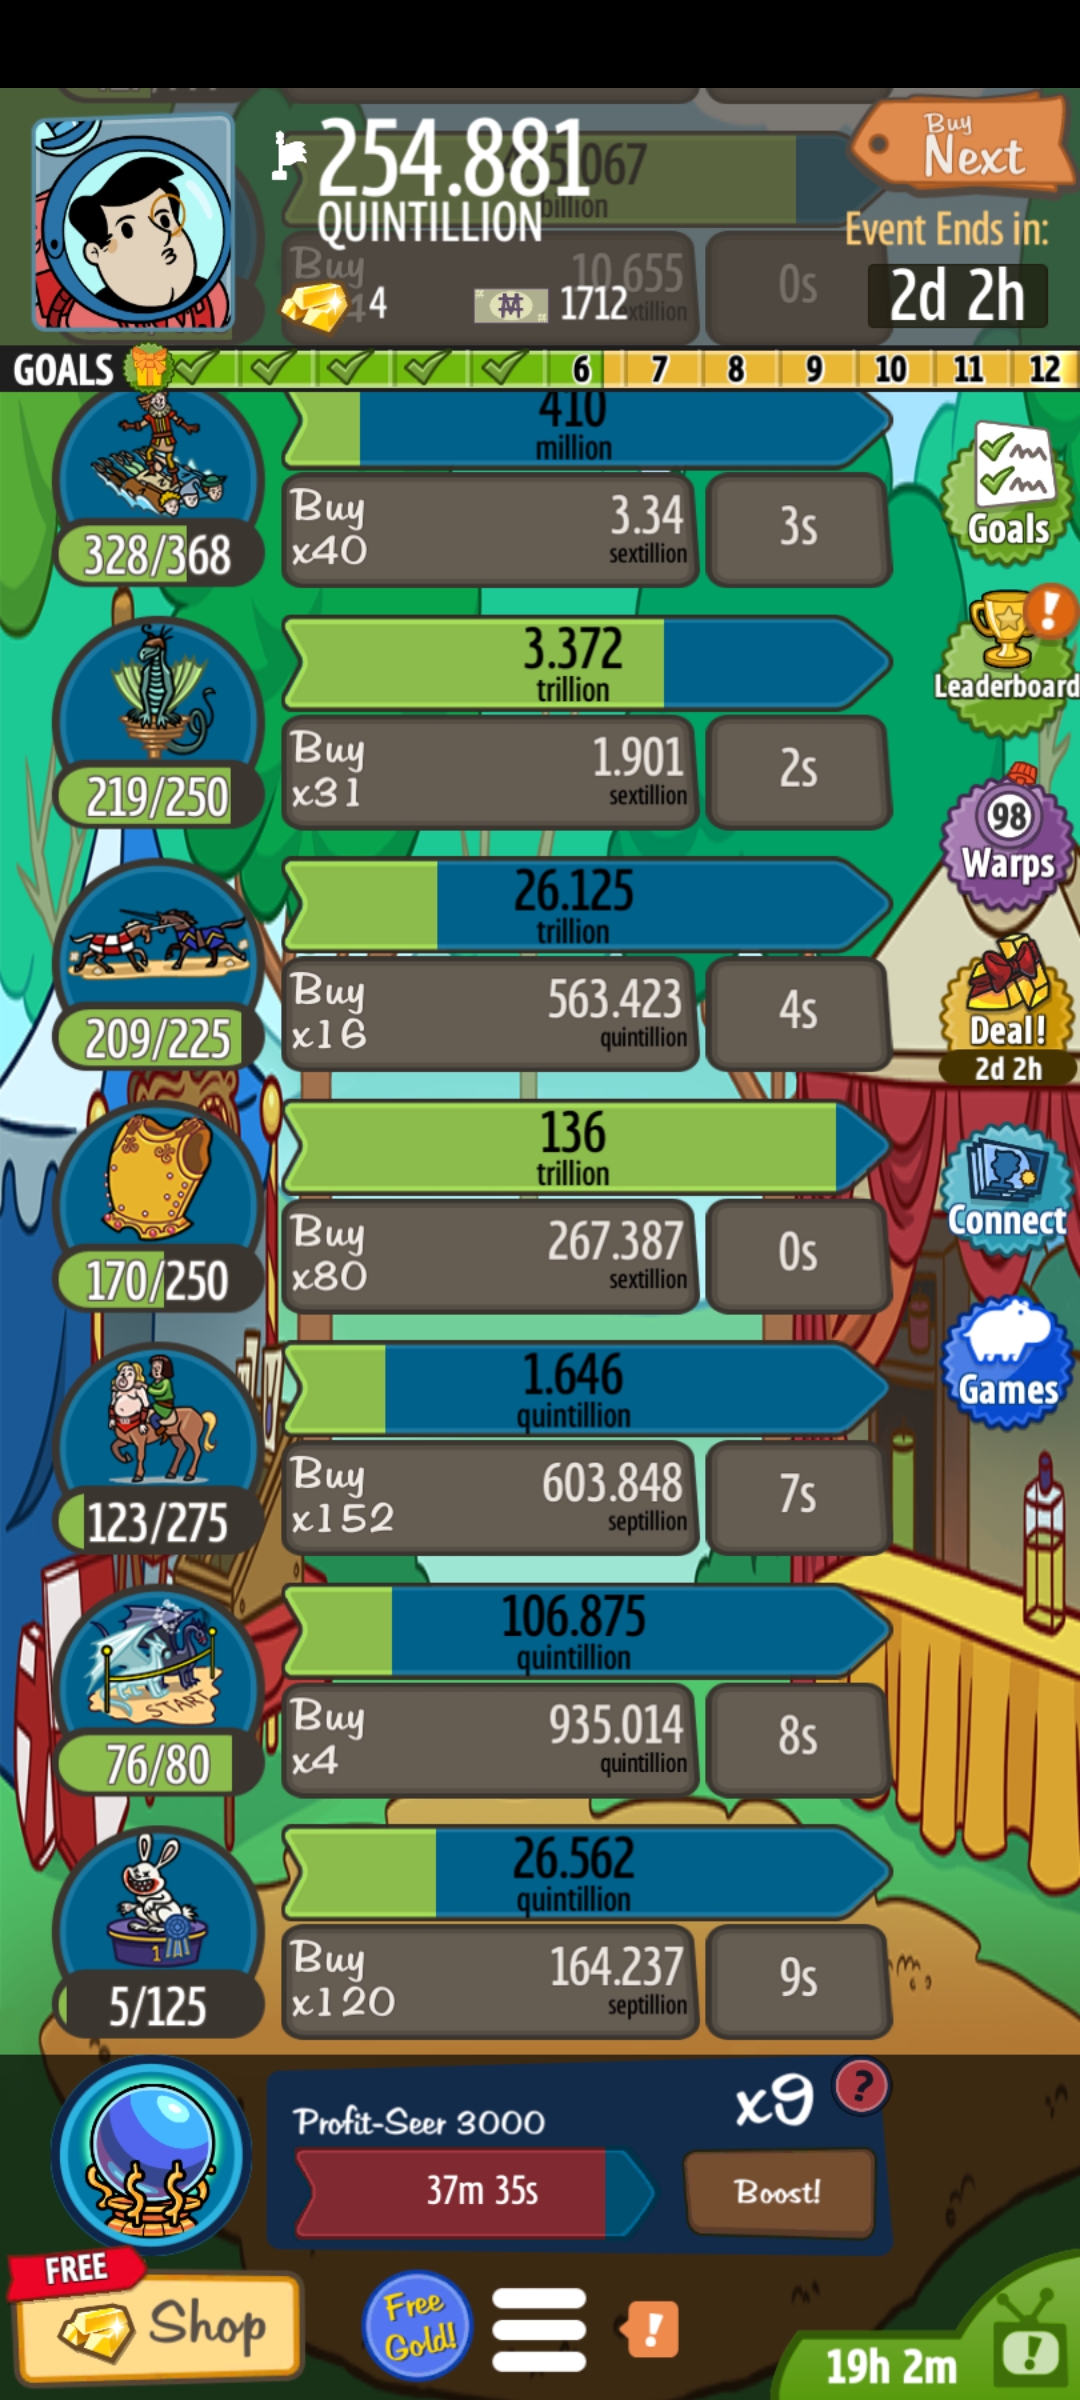 254.881
QUINTILLION
billion
Buy
Next
Event Ends in:
2d 2h
Buy
10.655
0s
4
1712
GOALS
6
7
8
9
10
11
12
410
million
328/368
Buy
x40
3.34
sextillion
3s
Goals
3.372
trillion
219/250
Buy
x31
1.901
sextillion
2s
!
Leaderboard
26.125
trillion
209/225
Buy
x16
563.423
quintillion
4s
98
Warps
Deal!
2d 2h
136
trillion
170/250
Buy
x80
267.387
sextillion
0s
Connect
1.646
quintillion
123/275
Buy
x152
603.848
septillion
7s
Games
106.875
quintillion
START
76/80
Buy
x4
935.014
quintillion
8s
26.562
quintillion
1
5/125
Buy
x120
164.237
septillion
9s
Profit-Seer 3000
x9
?
37m 35s
Boost!
FREE
Shop
Free
Gold!
!
19h 2m
!